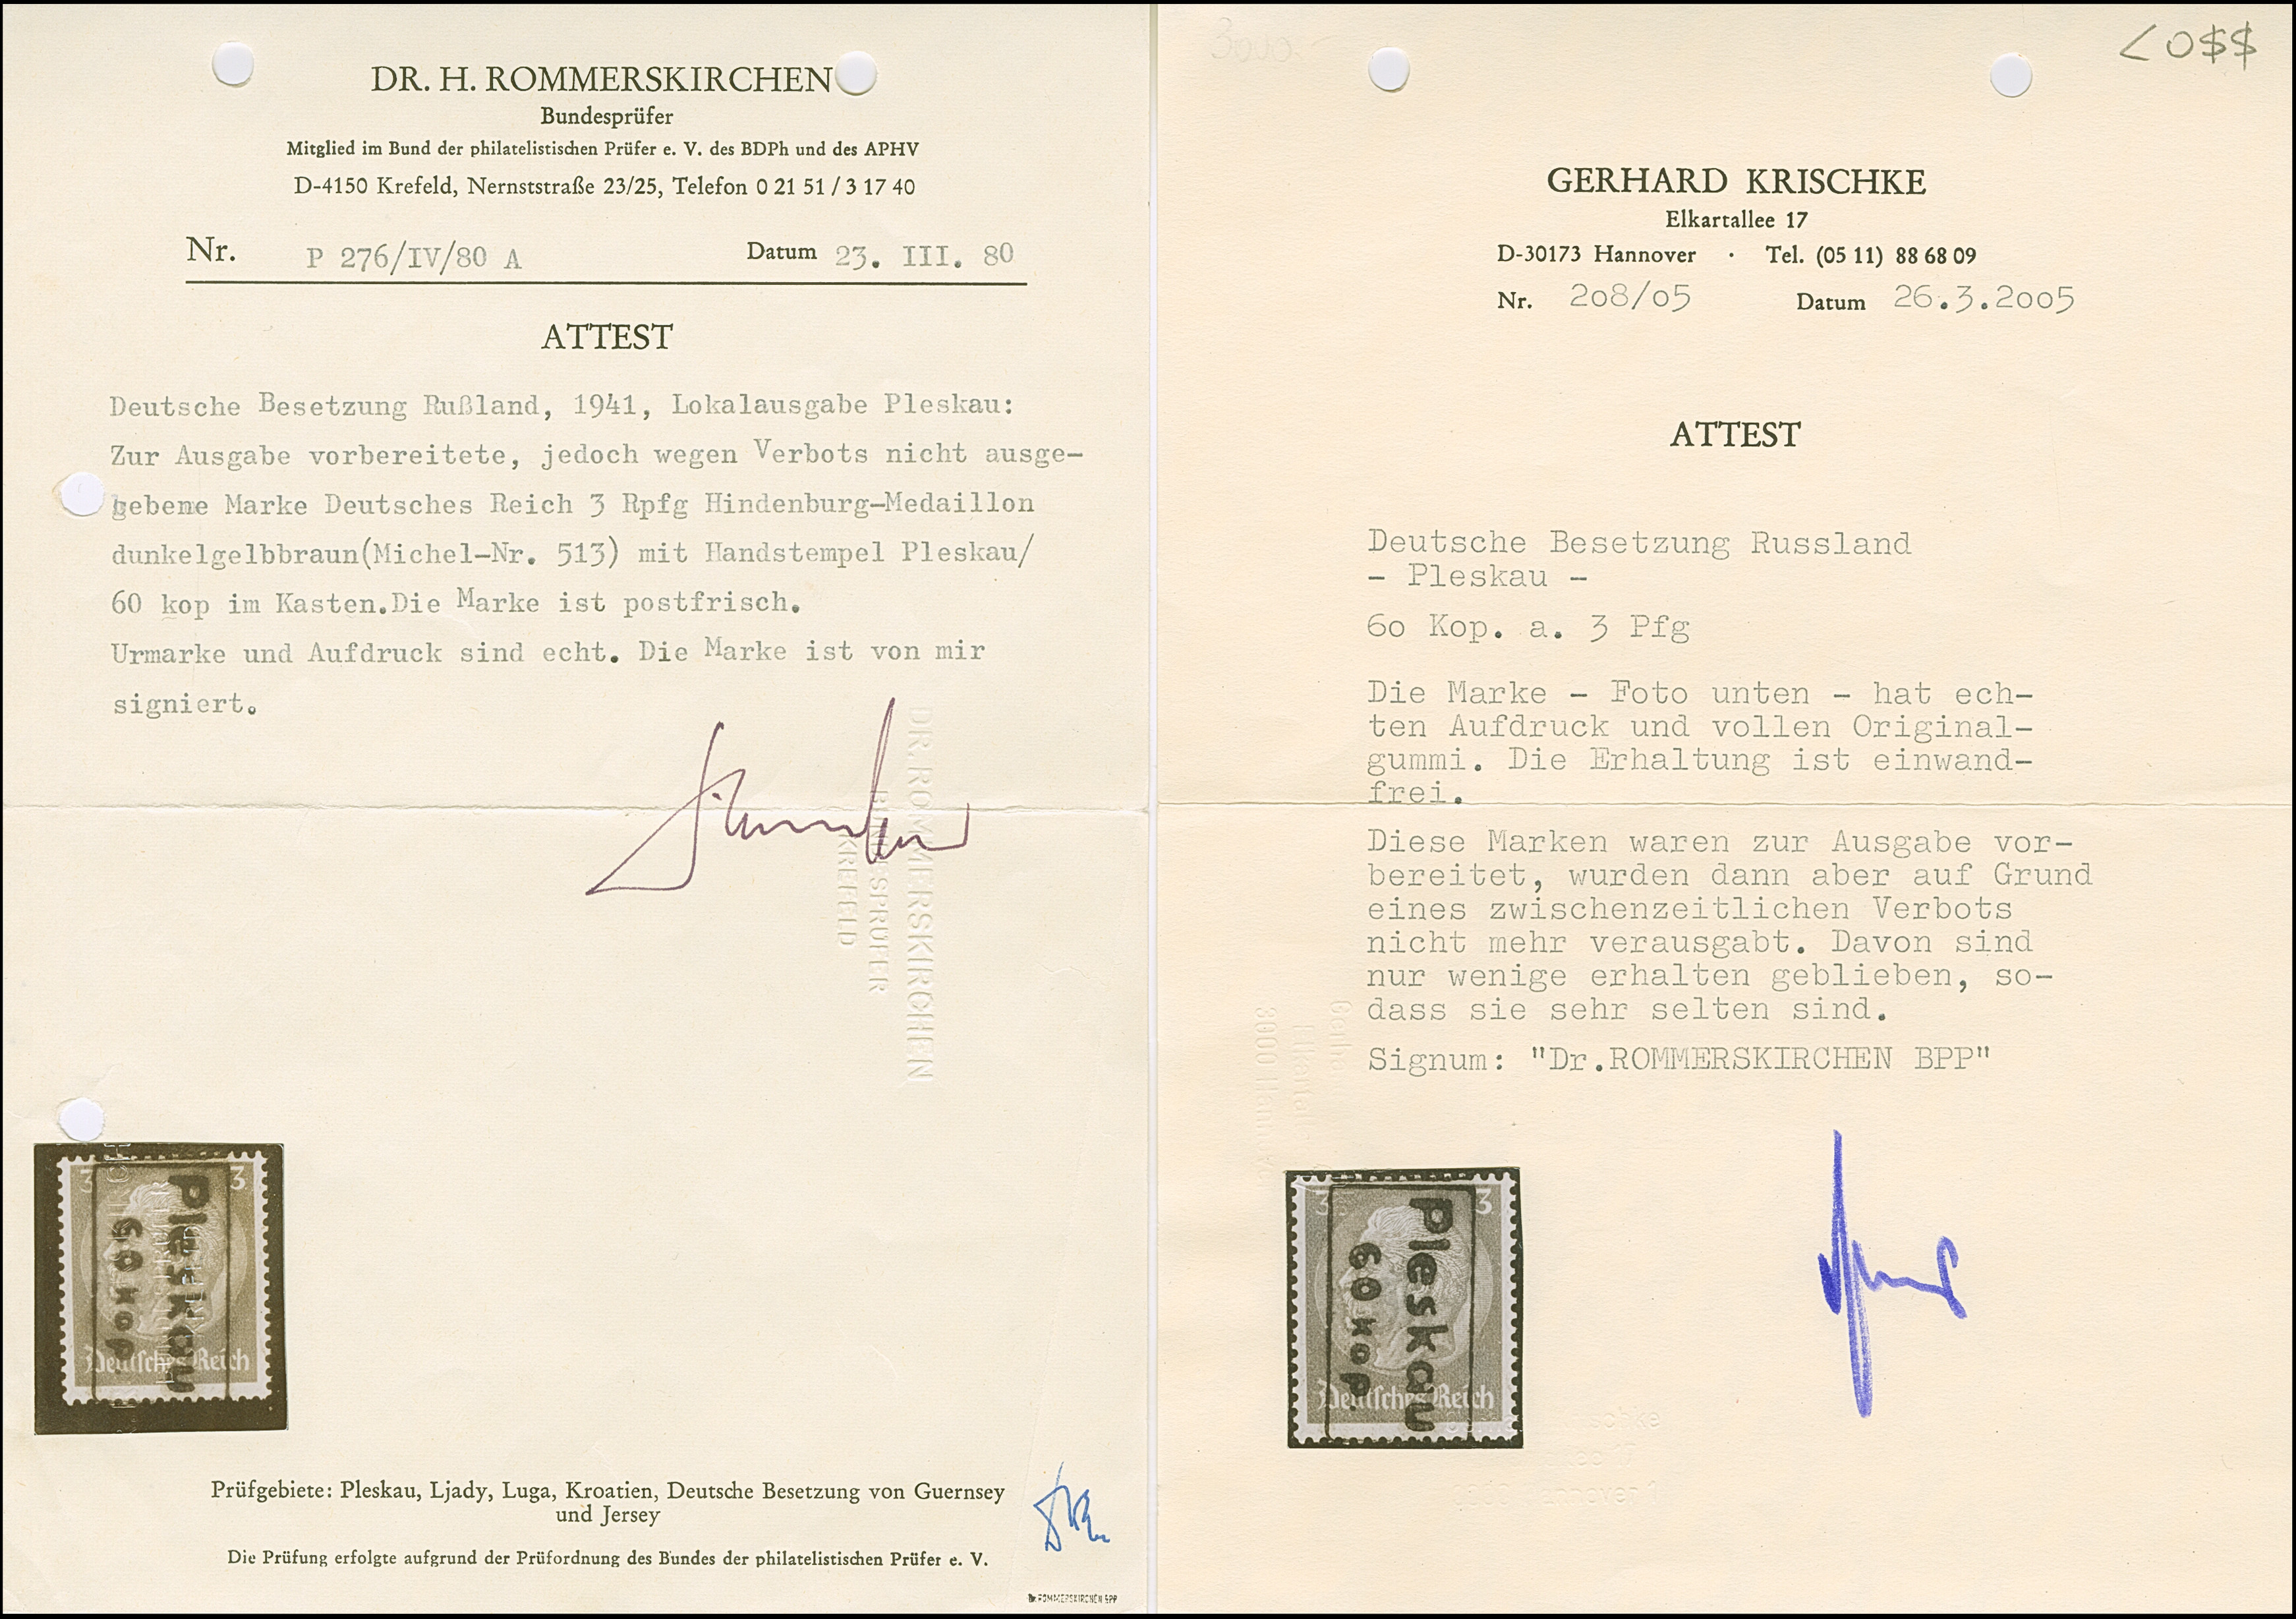 DR. H. ROMMERSKIRCHEN
Bundesprüfer
Mitglied im Bund der philatelistischen Prüfer e. V. des BDPh und des APHV
D-4150 Krefeld, Nernststraße 23/25, Telefon 0 21 51 / 3 17 40
Nr. P 276/IV/80 A Datum 23. III. 80
ATTEST
Deutsche Besetzung Rußland, 1941, Lokalausgabe Pleskau:
Zur Ausgabe vorbereitete, jedoch wegen Verbots nicht ausge-
gebene Marke Deutsches Reich 3 Rpfg Hindenburg-Medaillon
dunkelgelbbraun(Michel-Nr. 513) mit Handstempel Pleskau/
60 kop im Kasten.Die Marke ist postfrisch.
Urmarke und Aufdruck sind echt. Die Marke ist von mir
signiert.
DR. ROMMERSKIRCHEN
BUNDESPRÜFER
KREFELD
3 3
Pleskau
60 kop.
Deutsches Reich
Prüfgebiete: Pleskau, Ljady, Luga, Kroatien, Deutsche Besetzung von Guernsey
und Jersey
Die Prüfung erfolgte aufgrund der Prüfordnung des Bundes der philatelistischen Prüfer e. V.
Dr. ROMMERSKIRCHEN BPP
3000.-
<0$$
GERHARD KRISCHKE
Elkartallee 17
D-30173 Hannover · Tel. (05 11) 88 68 09
Nr. 208/05 Datum 26.3.2005
ATTEST
Deutsche Besetzung Russland
- Pleskau -
60 Kop. a. 3 Pfg
Die Marke - Foto unten - hat ech-
ten Aufdruck und vollen Original-
gummi. Die Erhaltung ist einwand-
frei.
Diese Marken waren zur Ausgabe vor-
bereitet, wurden dann aber auf Grund
eines zwischenzeitlichen Verbots
nicht mehr verausgabt. Davon sind
nur wenige erhalten geblieben, so-
dass sie sehr selten sind.
Signum: "Dr.ROMMERSKIRCHEN BPP"
3 3
Pleskau
60 kop.
Deutsches Reich